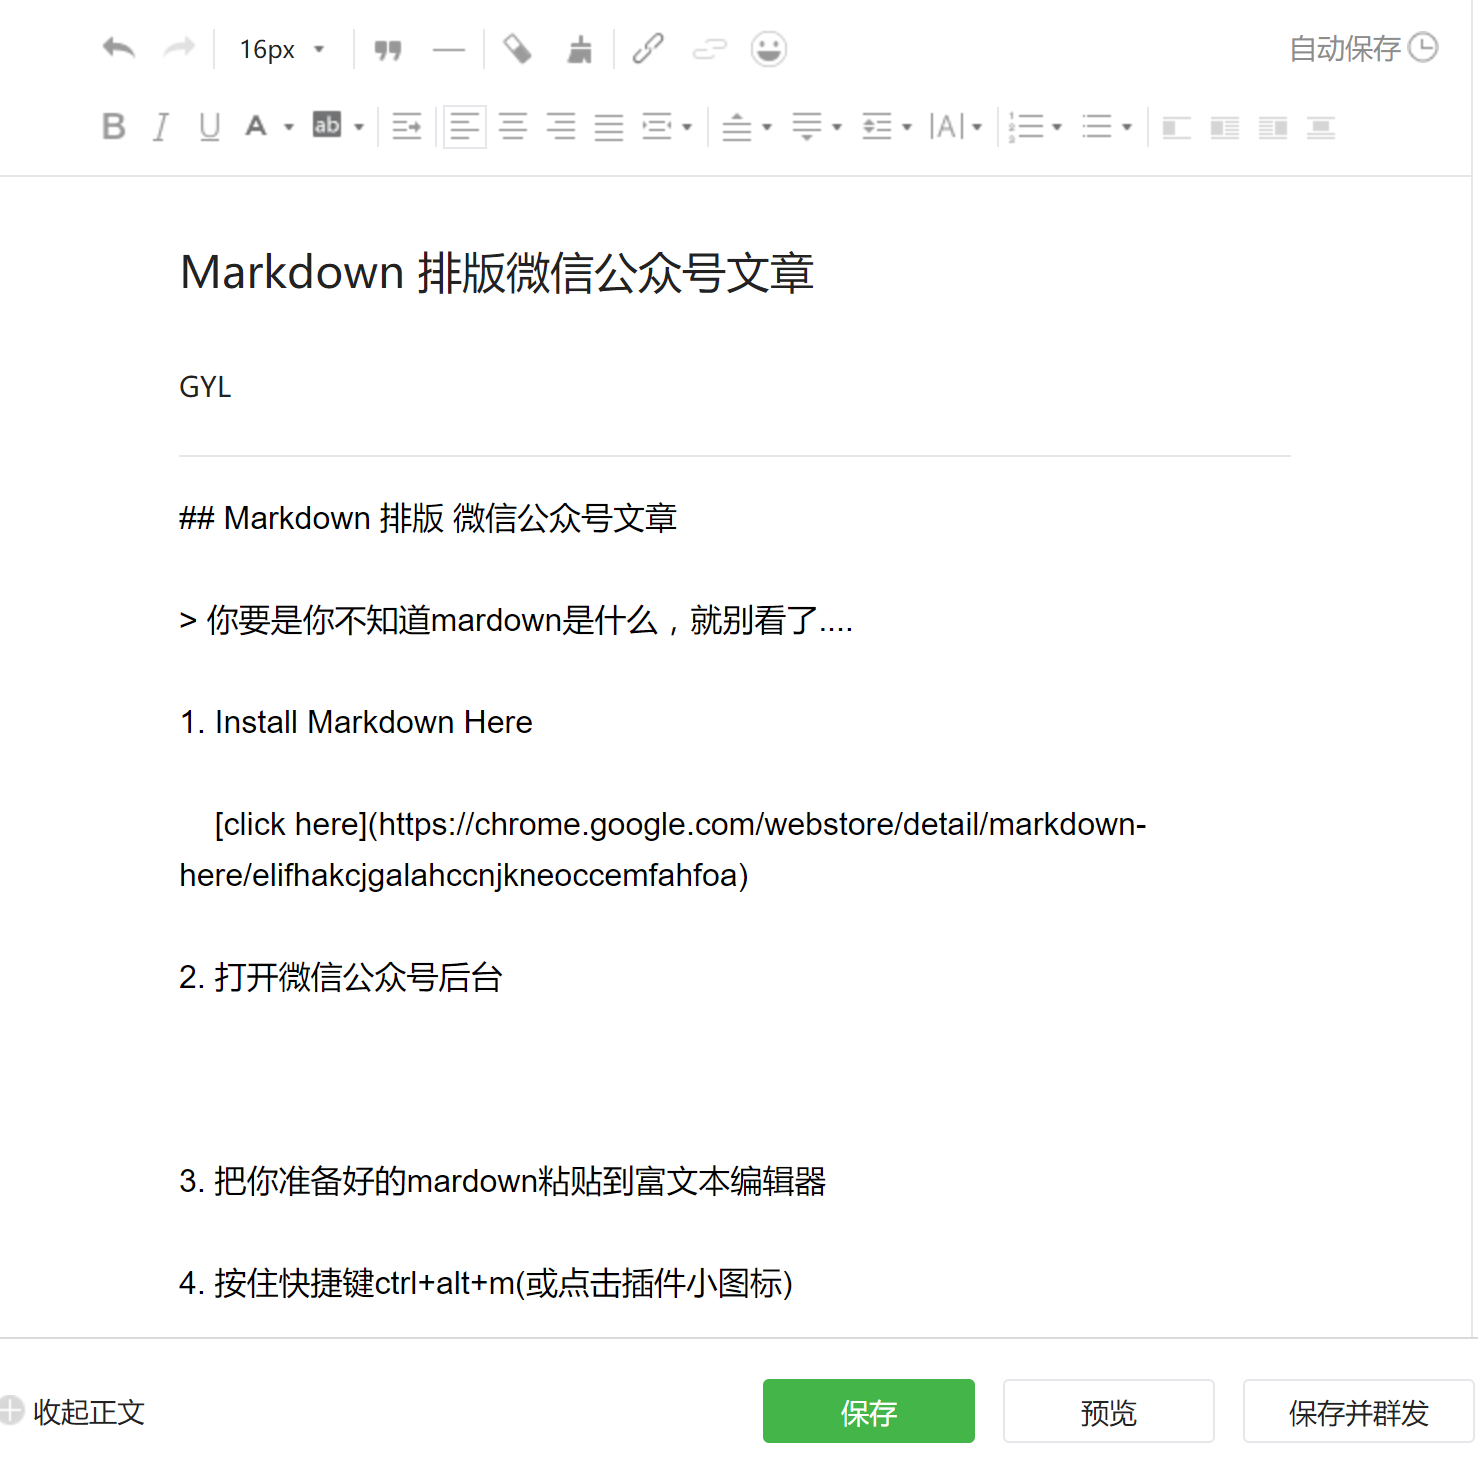 16px
自动保存
B I U A ab |A|
Markdown 排版微信公众号文章
GYL
## Markdown 排版 微信公众号文章
> 你要是你不知道mardown是什么，就别看了....
1. Install Markdown Here
[click here](https://chrome.google.com/webstore/detail/markdown-
here/elifhakcjgalahccnjkneoccemfahfoa)
2. 打开微信公众号后台
3. 把你准备好的mardown粘贴到富文本编辑器
4. 按住快捷键ctrl+alt+m(或点击插件小图标)
收起正文 保存 预览 保存并群发